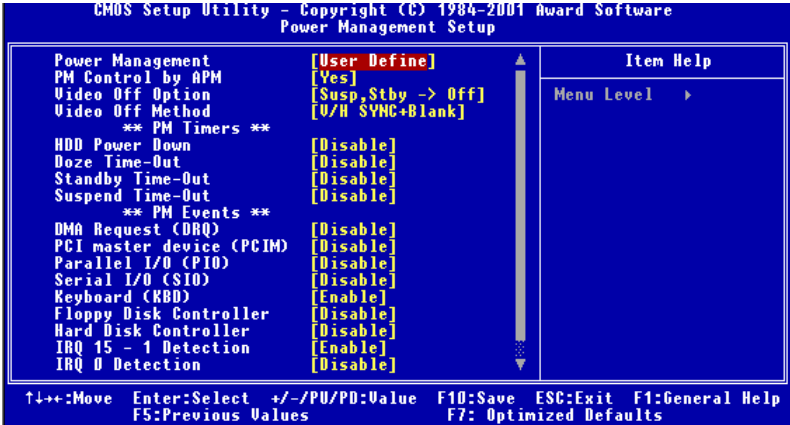 CMOS Setup Utility - Copyright (C) 1984-2001 Award Software
Power Management Setup
Power Management [User Define]
PM Control by APM [Yes]
Video Off Option [Susp,Stby -> Off]
Video Off Method [V/H SYNC+Blank]
** PM Timers **
HDD Power Down [Disable]
Doze Time-Out [Disable]
Standby Time-Out [Disable]
Suspend Time-Out [Disable]
** PM Events **
DMA Request (DRQ) [Disable]
PCI master device (PCIM) [Disable]
Parallel I/O (PIO) [Disable]
Serial I/O (SIO) [Disable]
Keyboard (KBD) [Enable]
Floppy Disk Controller [Disable]
Hard Disk Controller [Disable]
IRQ 15 - 1 Detection [Enable]
IRQ 0 Detection [Disable]
Item Help
Menu Level ▸
↑↓→←:Move Enter:Select +/-/PU/PD:Value F10:Save ESC:Exit F1:General Help
F5:Previous Values F7: Optimized Defaults